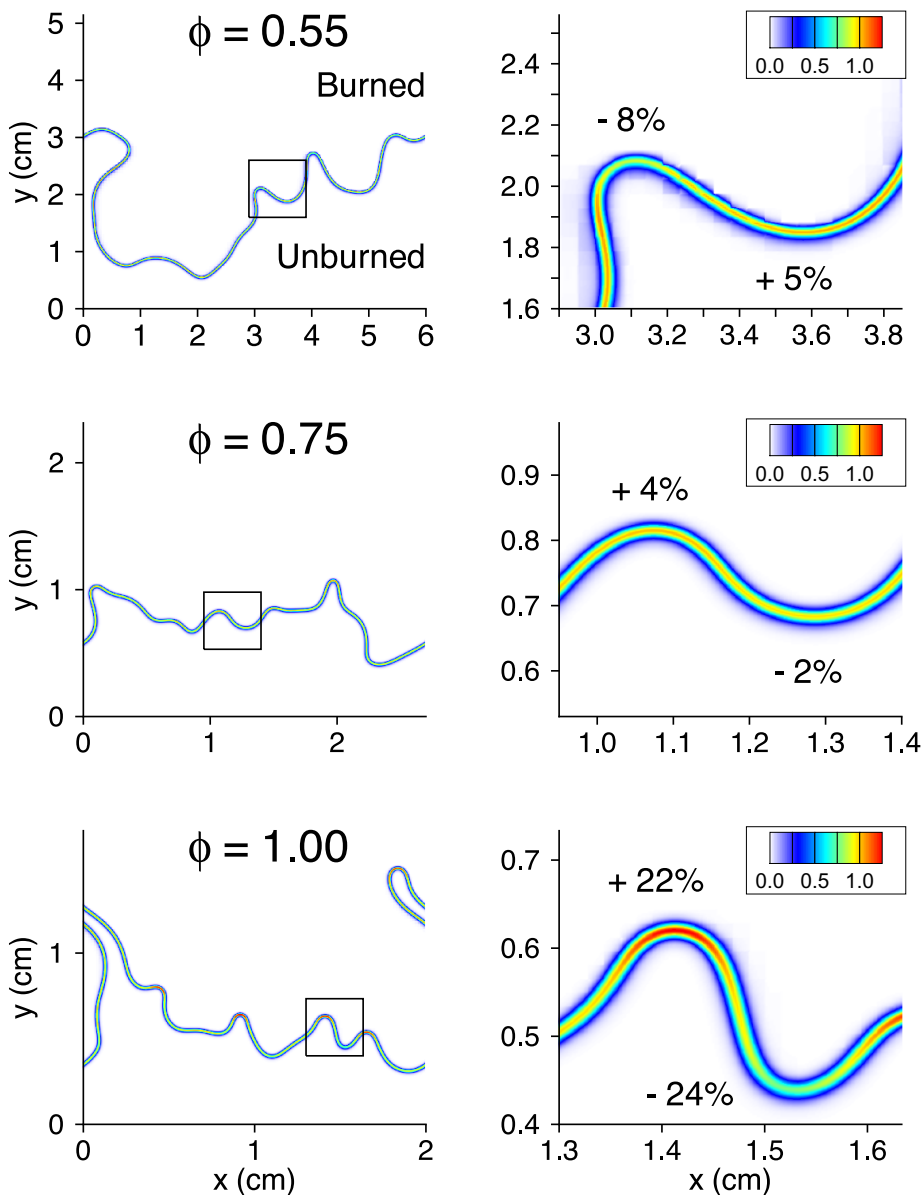 ϕ = 0.55
Burned
Unburned
y (cm)
5
4
3
2
1
0
0 1 2 3 4 5 6
0.0 0.5 1.0
- 8%
+ 5%
2.4
2.2
2.0
1.8
1.6
3.0 3.2 3.4 3.6 3.8
ϕ = 0.75
y (cm)
2
1
0
0 1 2
0.0 0.5 1.0
+ 4%
- 2%
0.9
0.8
0.7
0.6
1.0 1.1 1.2 1.3 1.4
ϕ = 1.00
y (cm)
1
0
0 1 2
x (cm)
0.0 0.5 1.0
+ 22%
- 24%
0.7
0.6
0.5
0.4
1.3 1.4 1.5 1.6
x (cm)